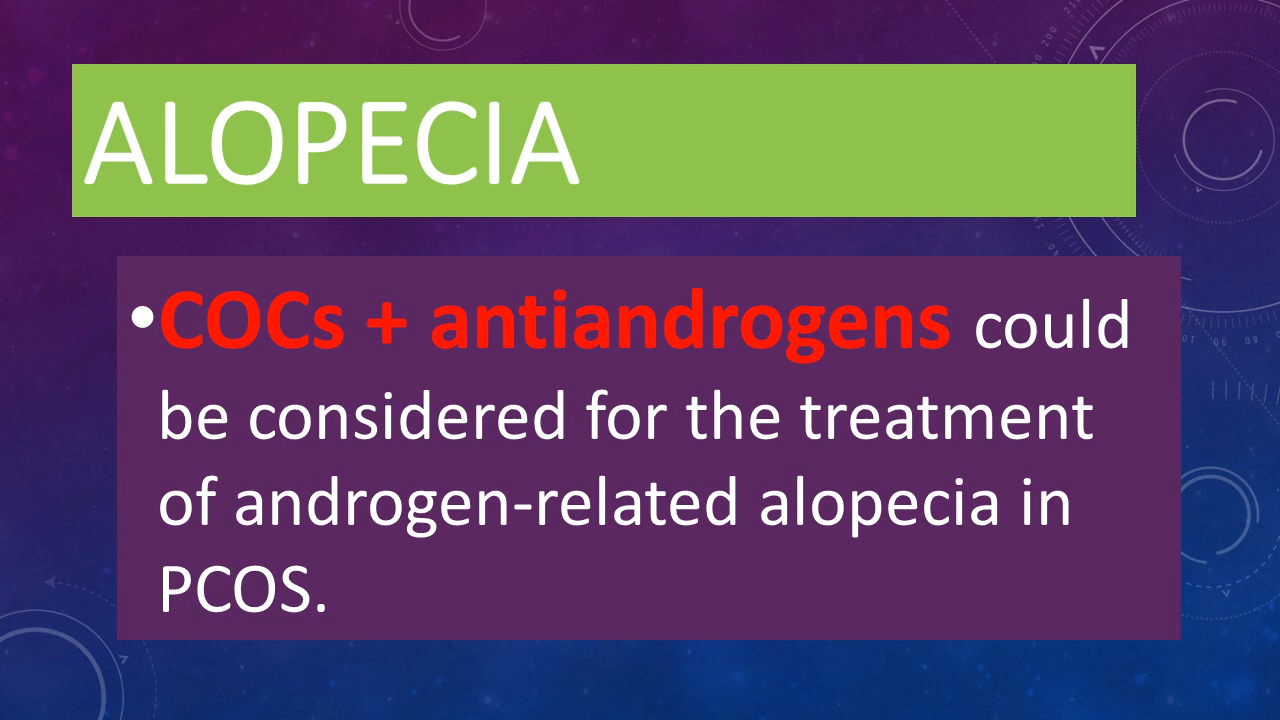 ALOPECIA
•COCs + antiandrogens could
be considered for the treatment
of androgen-related alopecia in
PCOS.